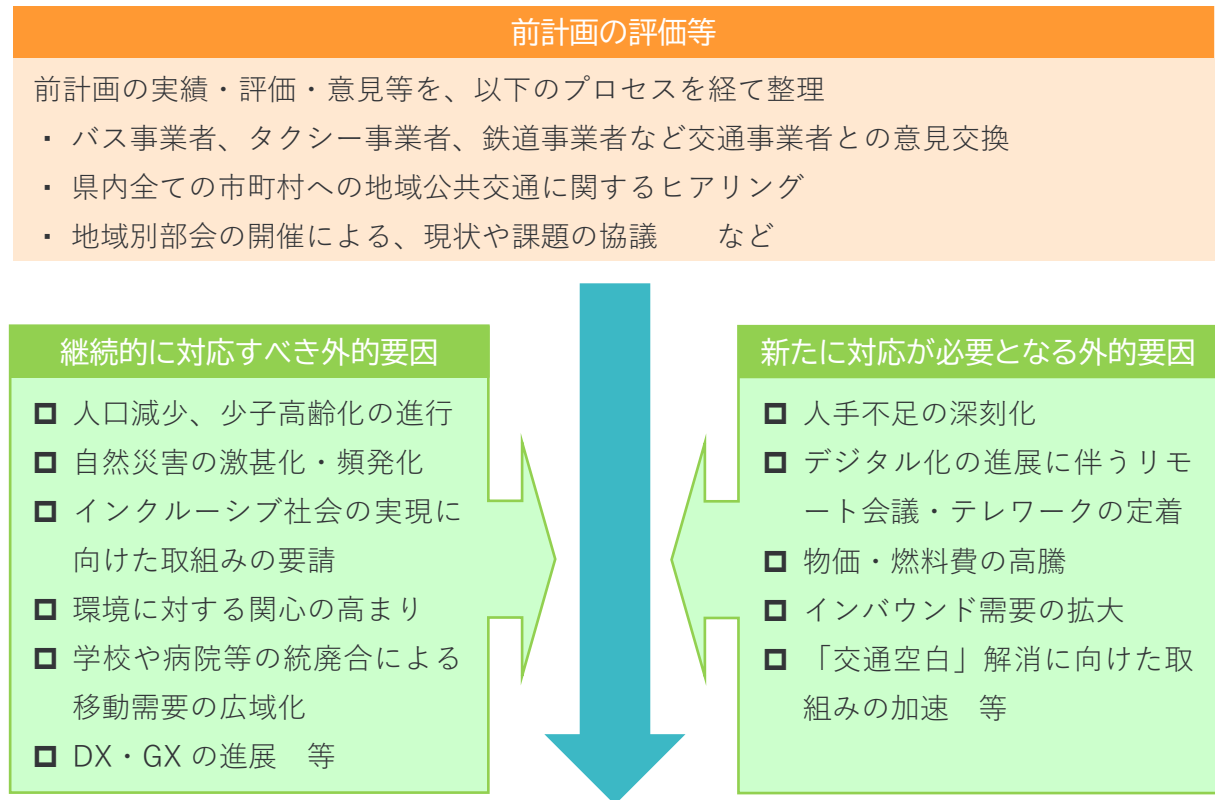 前計画の評価等
前計画の実績・評価・意見等を、以下のプロセスを経て整理
・ バス事業者、タクシー事業者、鉄道事業者など交通事業者との意見交換
・ 県内全ての市町村への地域公共交通に関するヒアリング
・ 地域別部会の開催による、現状や課題の協議　　など
継続的に対応すべき外的要因
人口減少、少子高齢化の進行
自然災害の激甚化・頻発化
インクルーシブ社会の実現に
向けた取組みの要請
環境に対する関心の高まり
学校や病院等の統廃合による
移動需要の広域化
DX・GX の進展　等
新たに対応が必要となる外的要因
人手不足の深刻化
デジタル化の進展に伴うリモ
ート会議・テレワークの定着
物価・燃料費の高騰
インバウンド需要の拡大
「交通空白」解消に向けた取
組みの加速　等